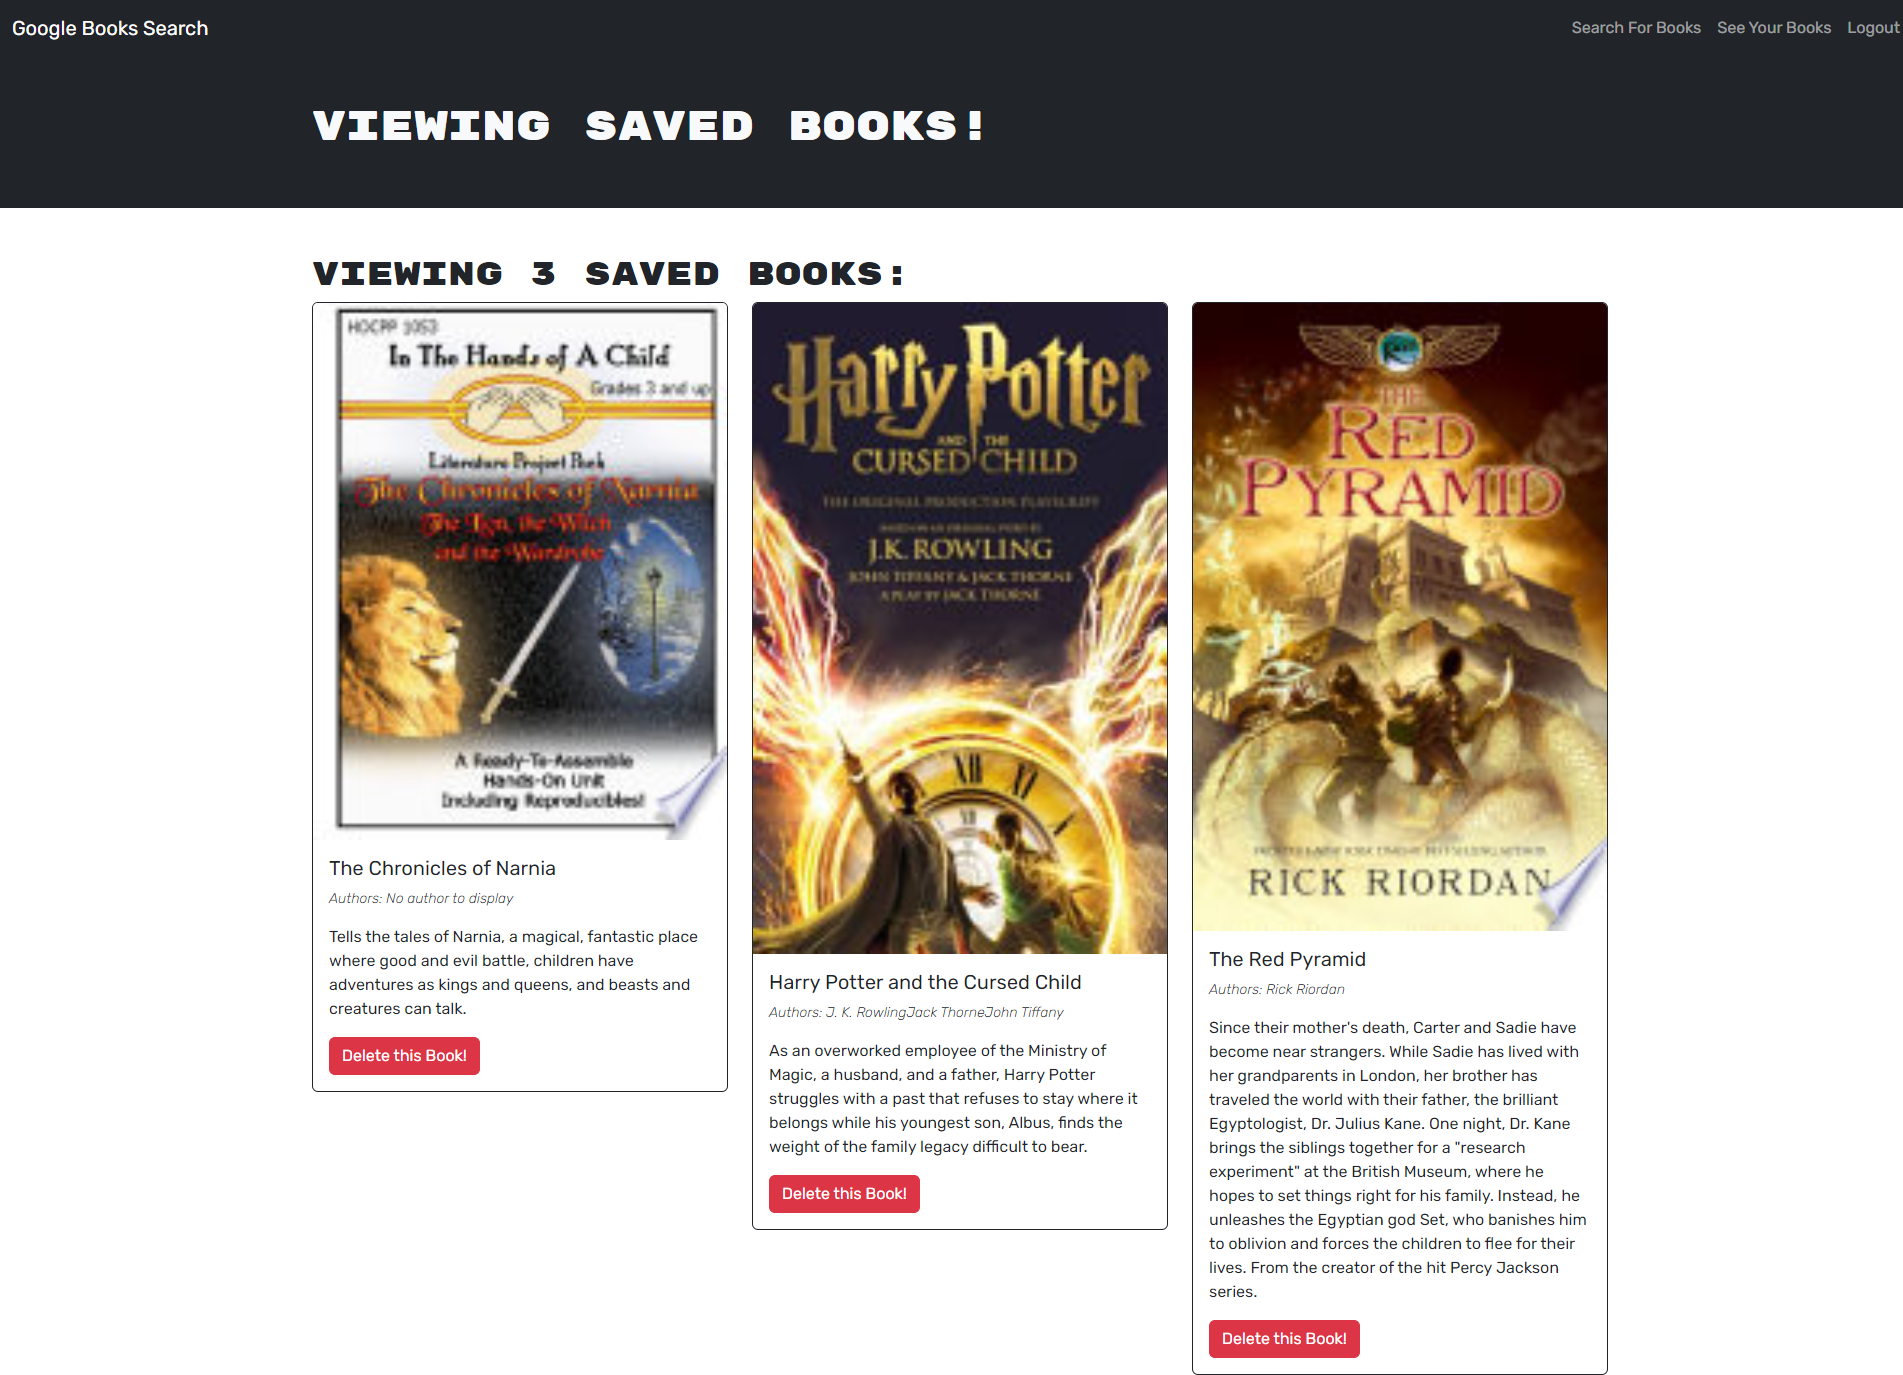 Google Books Search
Search For Books See Your Books Logout
VIEWING SAVED BOOKS!
VIEWING 3 SAVED BOOKS:
HOCPP 1053
In The Hands of A Child
Grades 3 and up
Literature Project Pack
The Chronicles of Narnia
The Lion, the Witch
and the Wardrobe
A Ready-To-Assemble
Hands-On Unit
Including Reproducibles!
The Chronicles of Narnia
Authors: No author to display
Tells the tales of Narnia, a magical, fantastic place
where good and evil battle, children have
adventures as kings and queens, and beasts and
creatures can talk.
Delete this Book!
Harry Potter
AND THE
CURSED CHILD
THE ORIGINAL PRODUCTION PLAYSCRIPT
BASED ON AN ORIGINAL STORY BY
J.K. ROWLING
JOHN TIFFANY & JACK THORNE
A PLAY BY JACK THORNE
XII XI
Harry Potter and the Cursed Child
Authors: J. K. RowlingJack ThorneJohn Tiffany
As an overworked employee of the Ministry of
Magic, a husband, and a father, Harry Potter
struggles with a past that refuses to stay where it
belongs while his youngest son, Albus, finds the
weight of the family legacy difficult to bear.
Delete this Book!
THE
RED
PYRAMID
RICK RIORDAN
The Red Pyramid
Authors: Rick Riordan
Since their mother's death, Carter and Sadie have
become near strangers. While Sadie has lived with
her grandparents in London, her brother has
traveled the world with their father, the brilliant
Egyptologist, Dr. Julius Kane. One night, Dr. Kane
brings the siblings together for a "research
experiment" at the British Museum, where he
hopes to set things right for his family. Instead, he
unleashes the Egyptian god Set, who banishes him
to oblivion and forces the children to flee for their
lives. From the creator of the hit Percy Jackson
series.
Delete this Book!